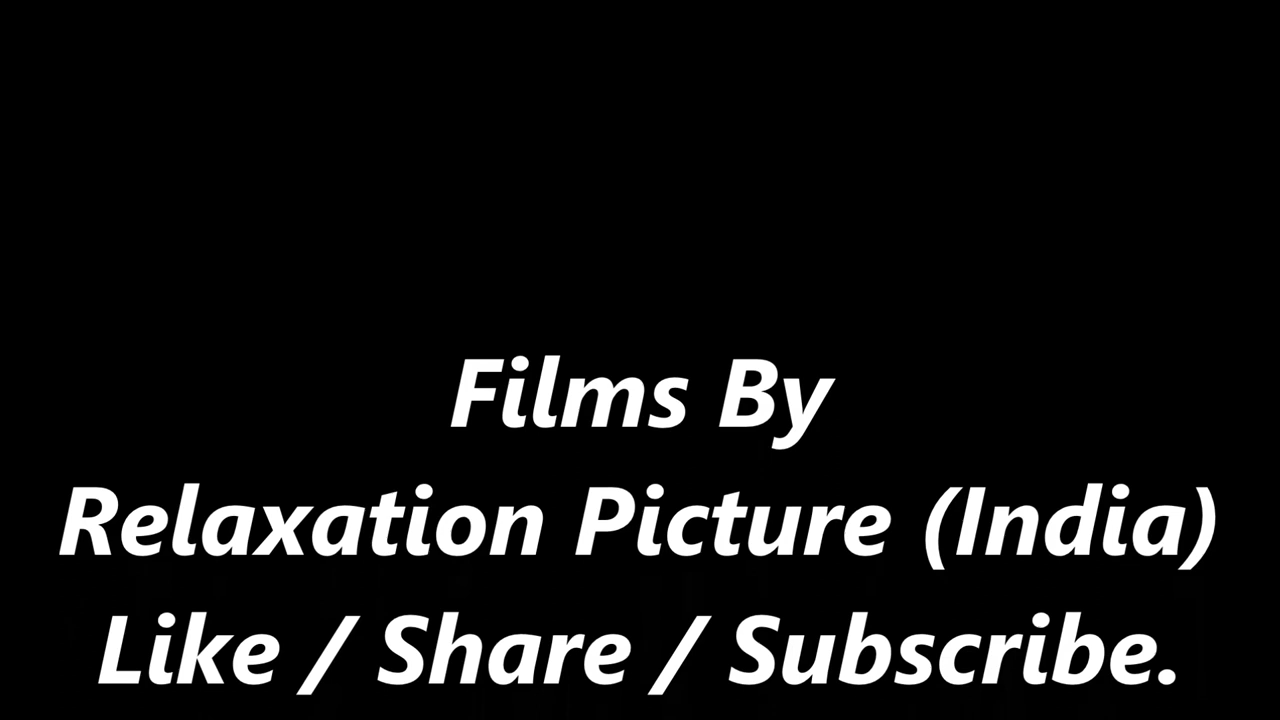 Films By
Relaxation Picture (India)
Like / Share / Subscribe.